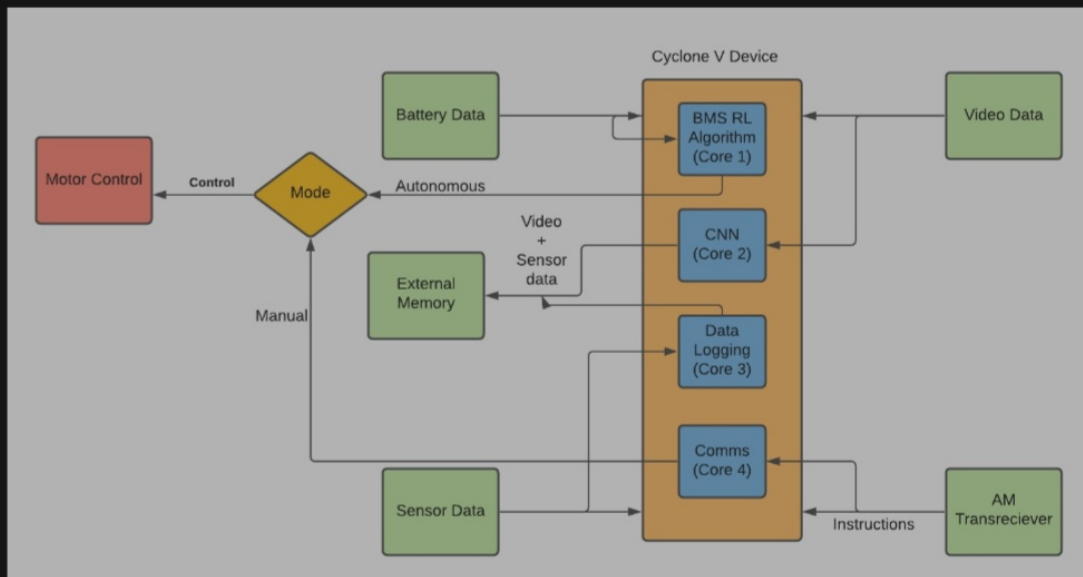 Cyclone V Device
Battery Data
BMS RL
Algorithm
(Core 1)
Video Data
Motor Control
Control
Mode
Autonomous
Video
+
Sensor
data
CNN
(Core 2)
External
Memory
Manual
Data
Logging
(Core 3)
Comms
(Core 4)
Sensor Data
AM
Transreciever
Instructions